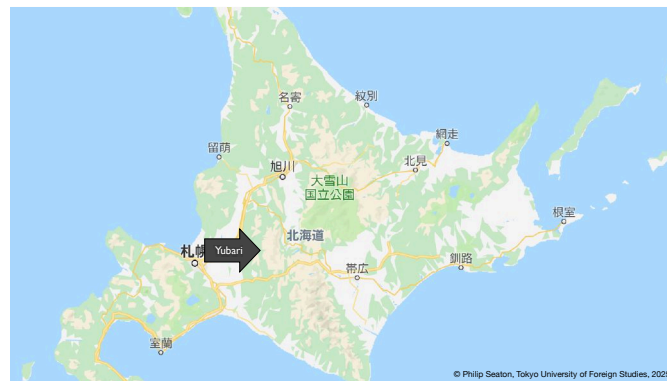 名寄
紋別
網走
留萌
旭川
北見
大雪山
国立公園
根室
北海道
札幌
Yubari
釧路
帯広
室蘭
© Philip Seaton, Tokyo University of Foreign Studies, 202